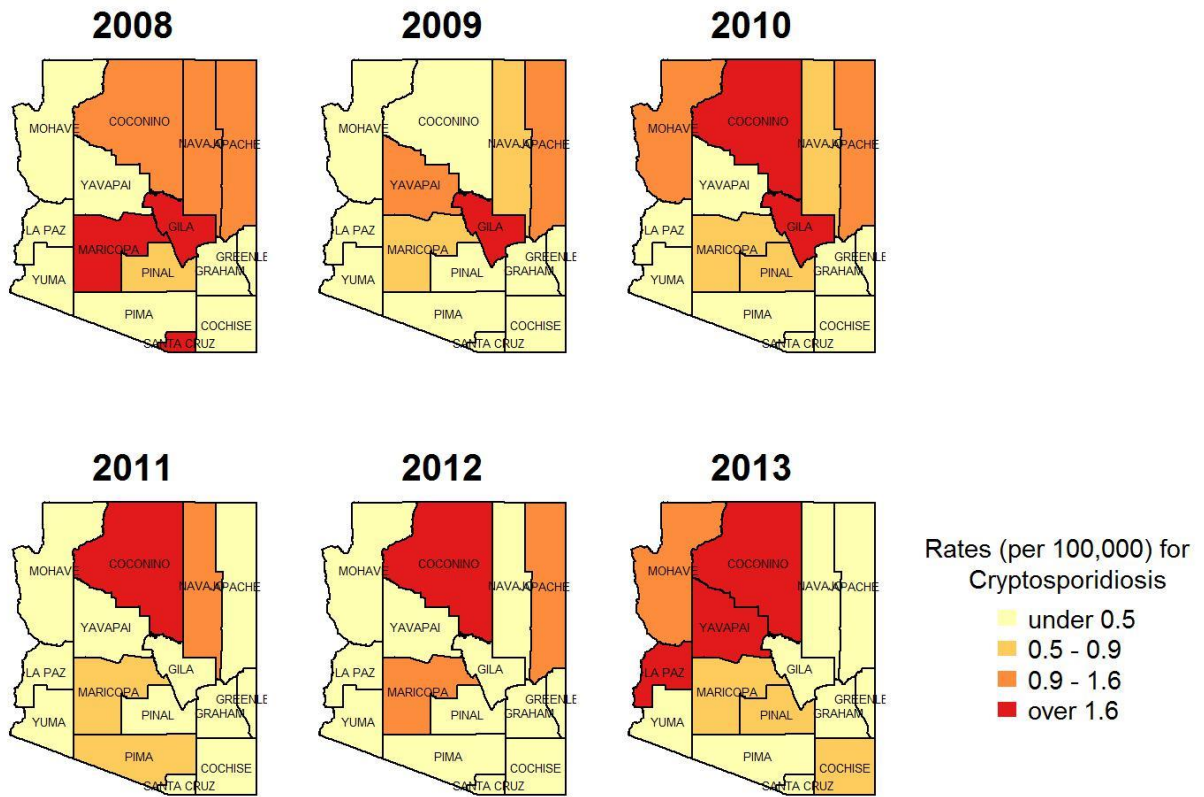 2008
2009
2010
MOHAVE
COCONINO
NAVAJO
APACHE
YAVAPAI
LA PAZ
GILA
MARICOPA
YUMA
PINAL
GRAHAM
GREENLE
PIMA
COCHISE
SANTA CRUZ
MOHAVE
COCONINO
NAVAJO
APACHE
YAVAPAI
LA PAZ
GILA
MARICOPA
YUMA
PINAL
GRAHAM
GREENLE
PIMA
COCHISE
SANTA CRUZ
MOHAVE
COCONINO
NAVAJO
APACHE
YAVAPAI
LA PAZ
GILA
MARICOPA
YUMA
PINAL
GRAHAM
GREENLE
PIMA
COCHISE
SANTA CRUZ
2011
2012
2013
MOHAVE
COCONINO
NAVAJO
APACHE
YAVAPAI
LA PAZ
GILA
MARICOPA
YUMA
PINAL
GRAHAM
GREENLE
PIMA
COCHISE
SANTA CRUZ
MOHAVE
COCONINO
NAVAJO
APACHE
YAVAPAI
LA PAZ
GILA
MARICOPA
YUMA
PINAL
GRAHAM
GREENLE
PIMA
COCHISE
SANTA CRUZ
MOHAVE
COCONINO
NAVAJO
APACHE
YAVAPAI
LA PAZ
GILA
MARICOPA
YUMA
PINAL
GRAHAM
GREENLE
PIMA
COCHISE
SANTA CRUZ
Rates (per 100,000) for
Cryptosporidiosis
under 0.5
0.5 - 0.9
0.9 - 1.6
over 1.6